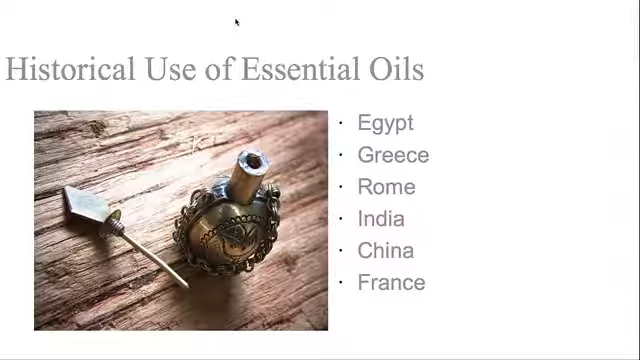 Historical Use of Essential Oils
· Egypt
· Greece
· Rome
· India
· China
· France